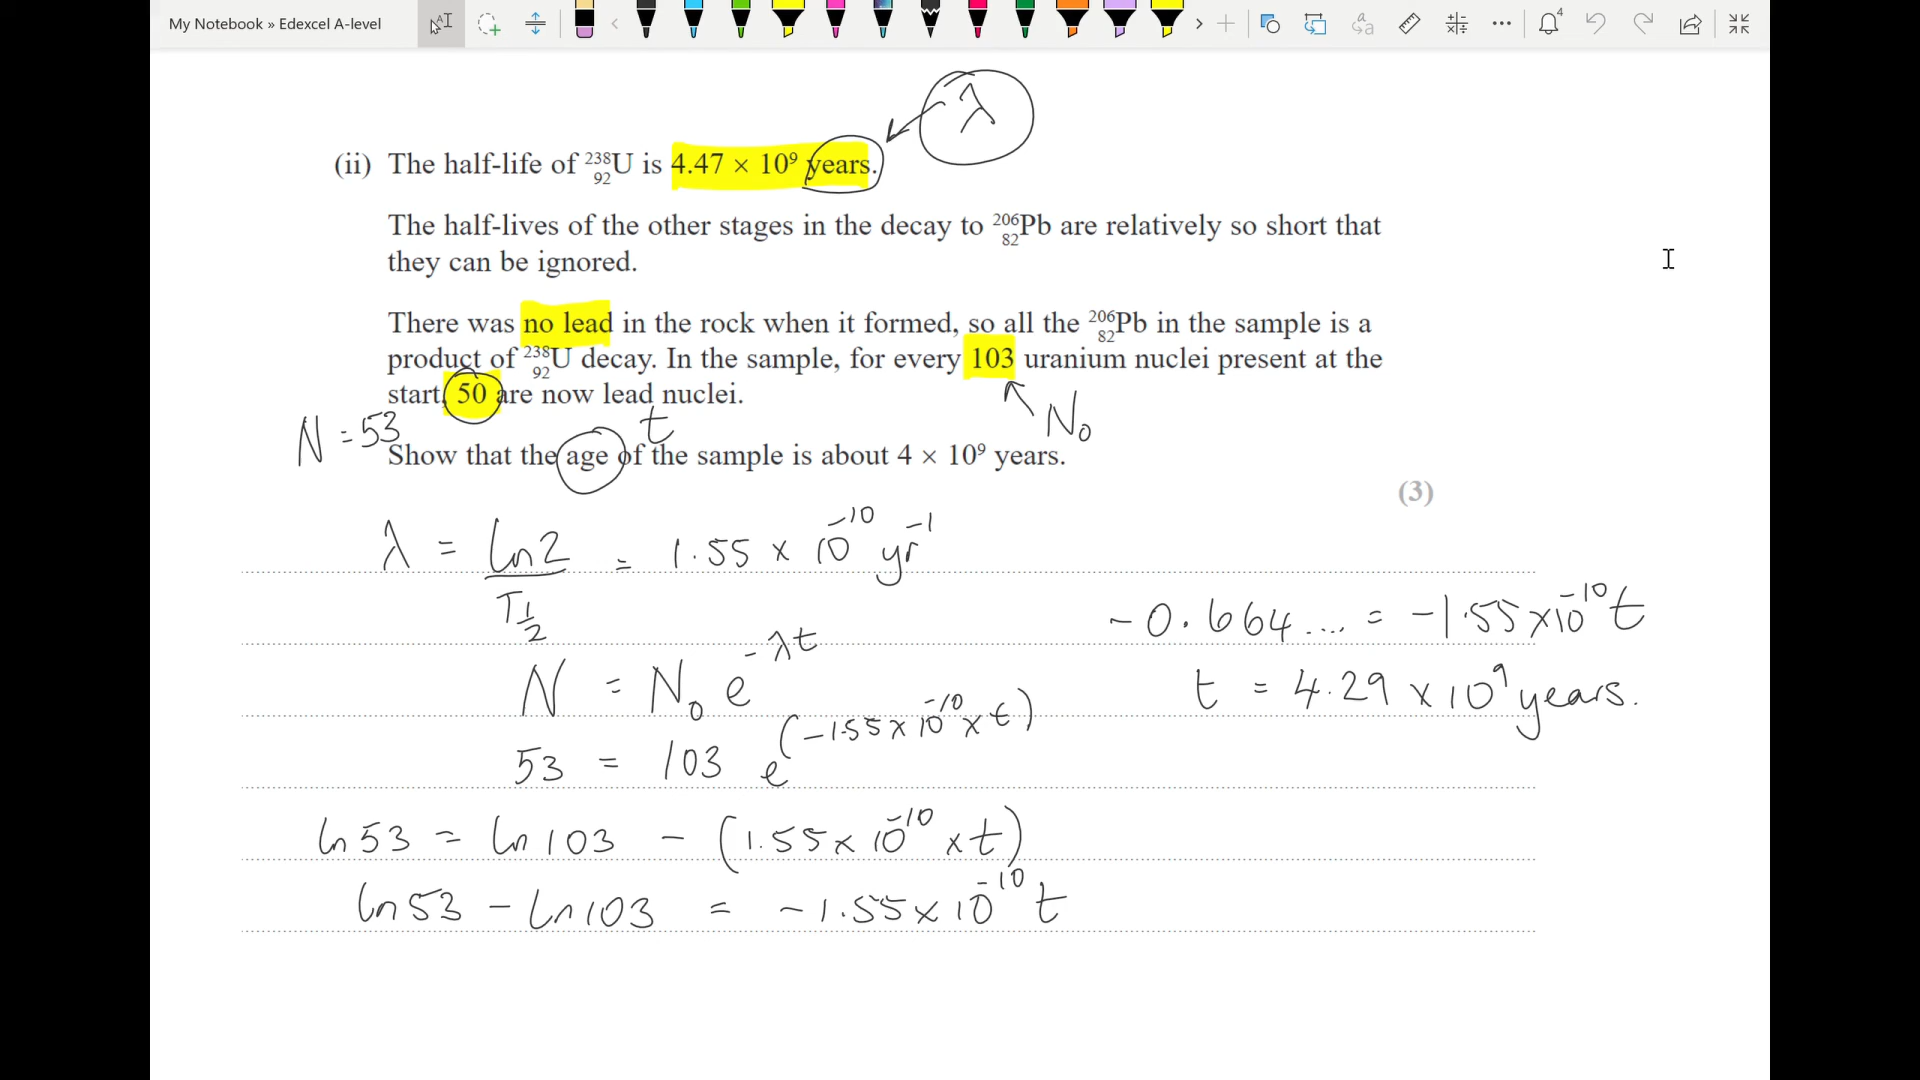 My Notebook » Edexcel A-level
4
λ
(ii) The half-life of ²³⁸₉₂U is 4.47 × 10⁹ years.
The half-lives of the other stages in the decay to ²⁰⁶₈₂Pb are relatively so short that
they can be ignored.
There was no lead in the rock when it formed, so all the ²⁰⁶₈₂Pb in the sample is a
product of ²³⁸₉₂U decay. In the sample, for every 103 uranium nuclei present at the
start, 50 are now lead nuclei.
N = 53
t
N₀
Show that the age of the sample is about 4 × 10⁹ years.
(3)
λ = ln2 / T½ = 1.55 × 10⁻¹⁰ yr⁻¹
N = N₀ e^-λt
53 = 103 e^(-1.55×10⁻¹⁰ × t)
ln 53 = ln 103 - (1.55 × 10⁻¹⁰ × t)
ln 53 - ln 103 = -1.55 × 10⁻¹⁰ t
-0.664.... = -1.55 ×10⁻¹⁰ t
t = 4.29 × 10⁹ years.